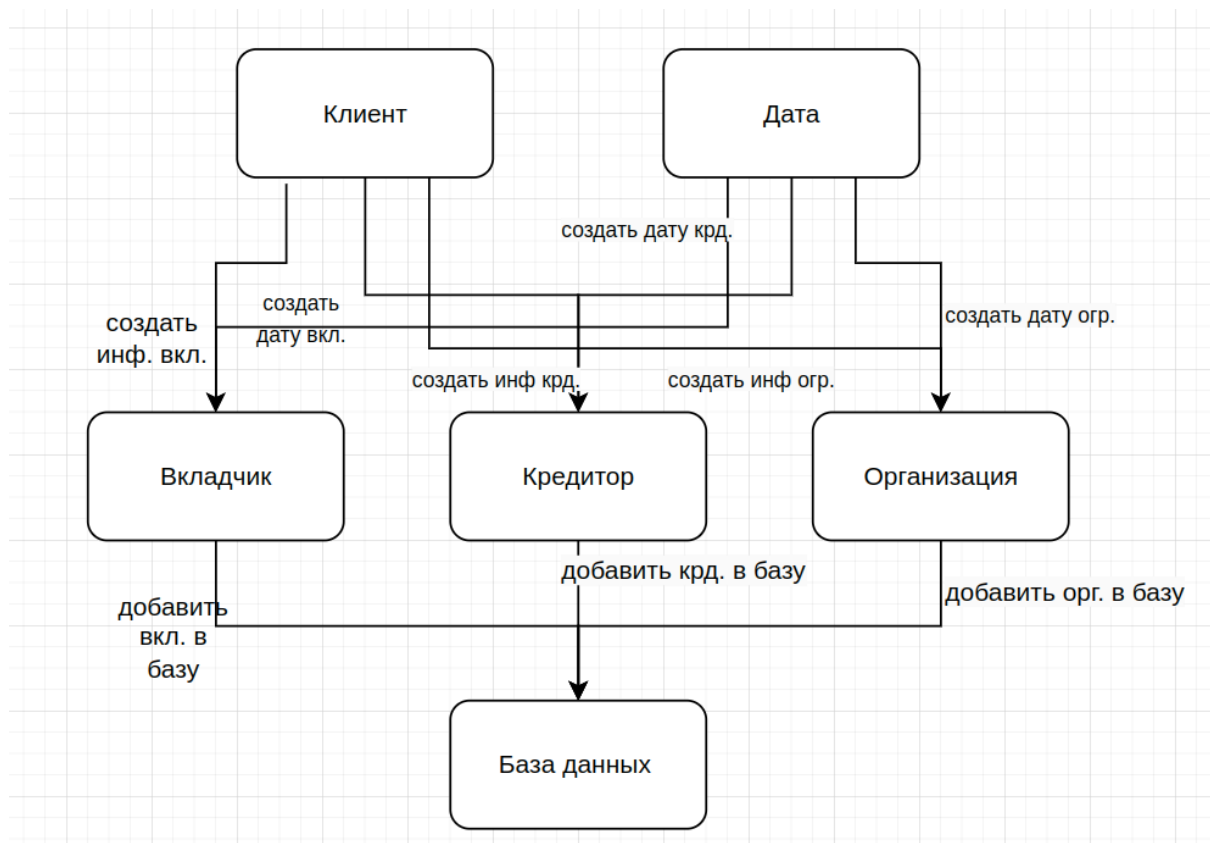 Клиент
Дата
создать дату крд.
создать
дату вкл.
создать
инф. вкл.
создать дату огр.
создать инф крд.
создать инф огр.
Вкладчик
Кредитор
Организация
добавить крд. в базу
добавить орг. в базу
добавить
вкл. в
базу
База данных